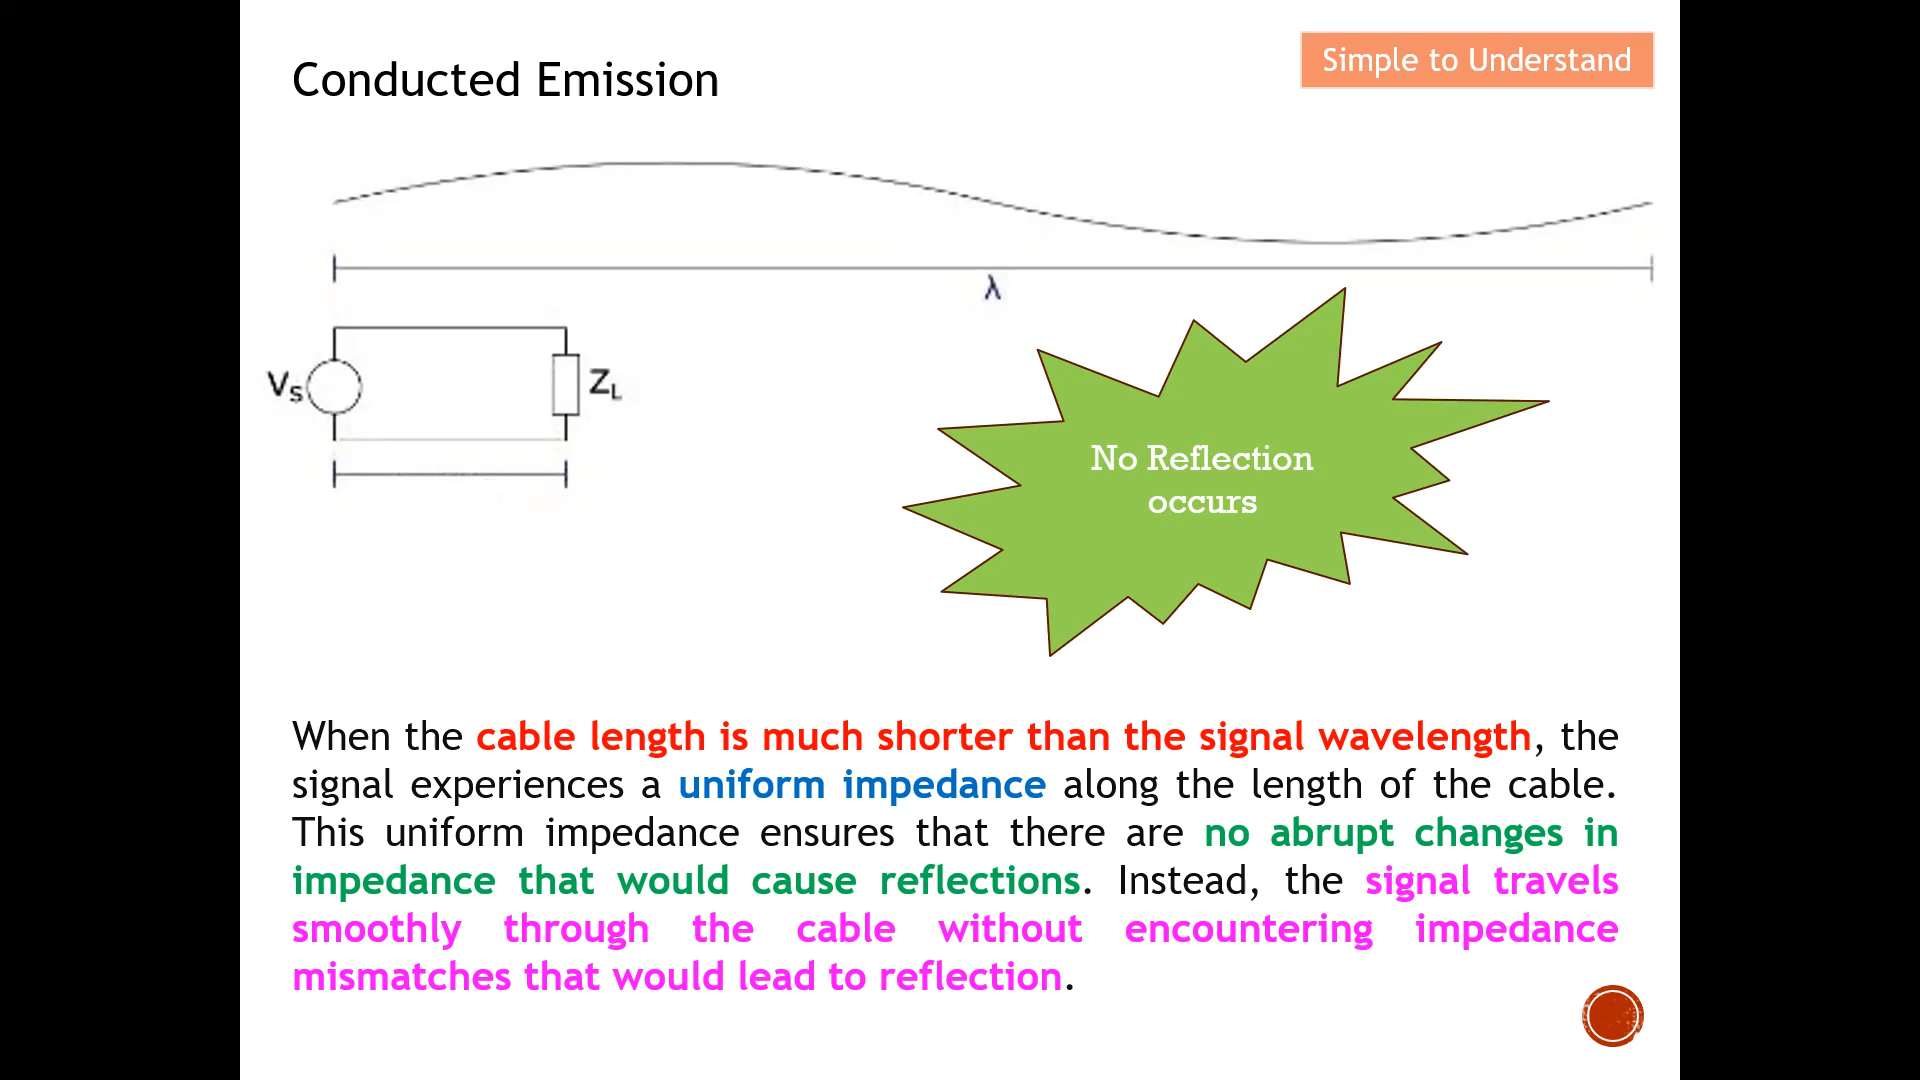 Conducted Emission
Simple to Understand
λ
Vs
ZL
No Reflection
occurs
When the cable length is much shorter than the signal wavelength, the
signal experiences a uniform impedance along the length of the cable.
This uniform impedance ensures that there are no abrupt changes in
impedance that would cause reflections. Instead, the signal travels
smoothly through the cable without encountering impedance
mismatches that would lead to reflection.